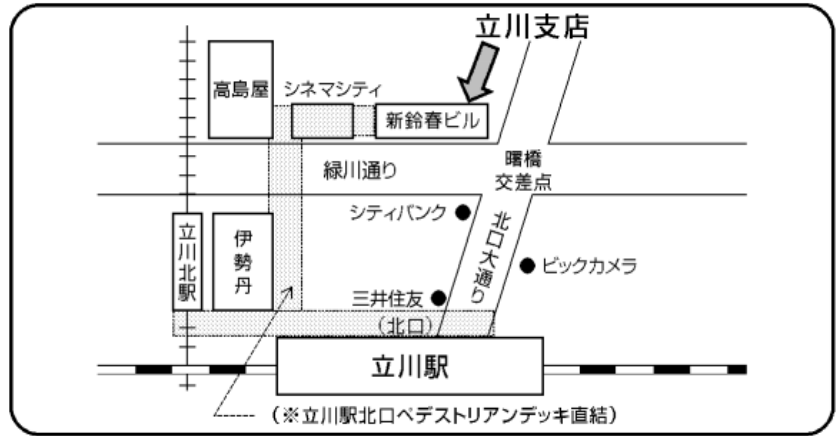 立川支店
高島屋
シネマシティ
新鈴春ビル
緑川通り
曙橋
交差点
シティバンク
北口大通り
立川北駅
伊勢丹
ビックカメラ
三井住友
（北口）
立川駅
（※立川駅北口ペデストリアンデッキ直結）